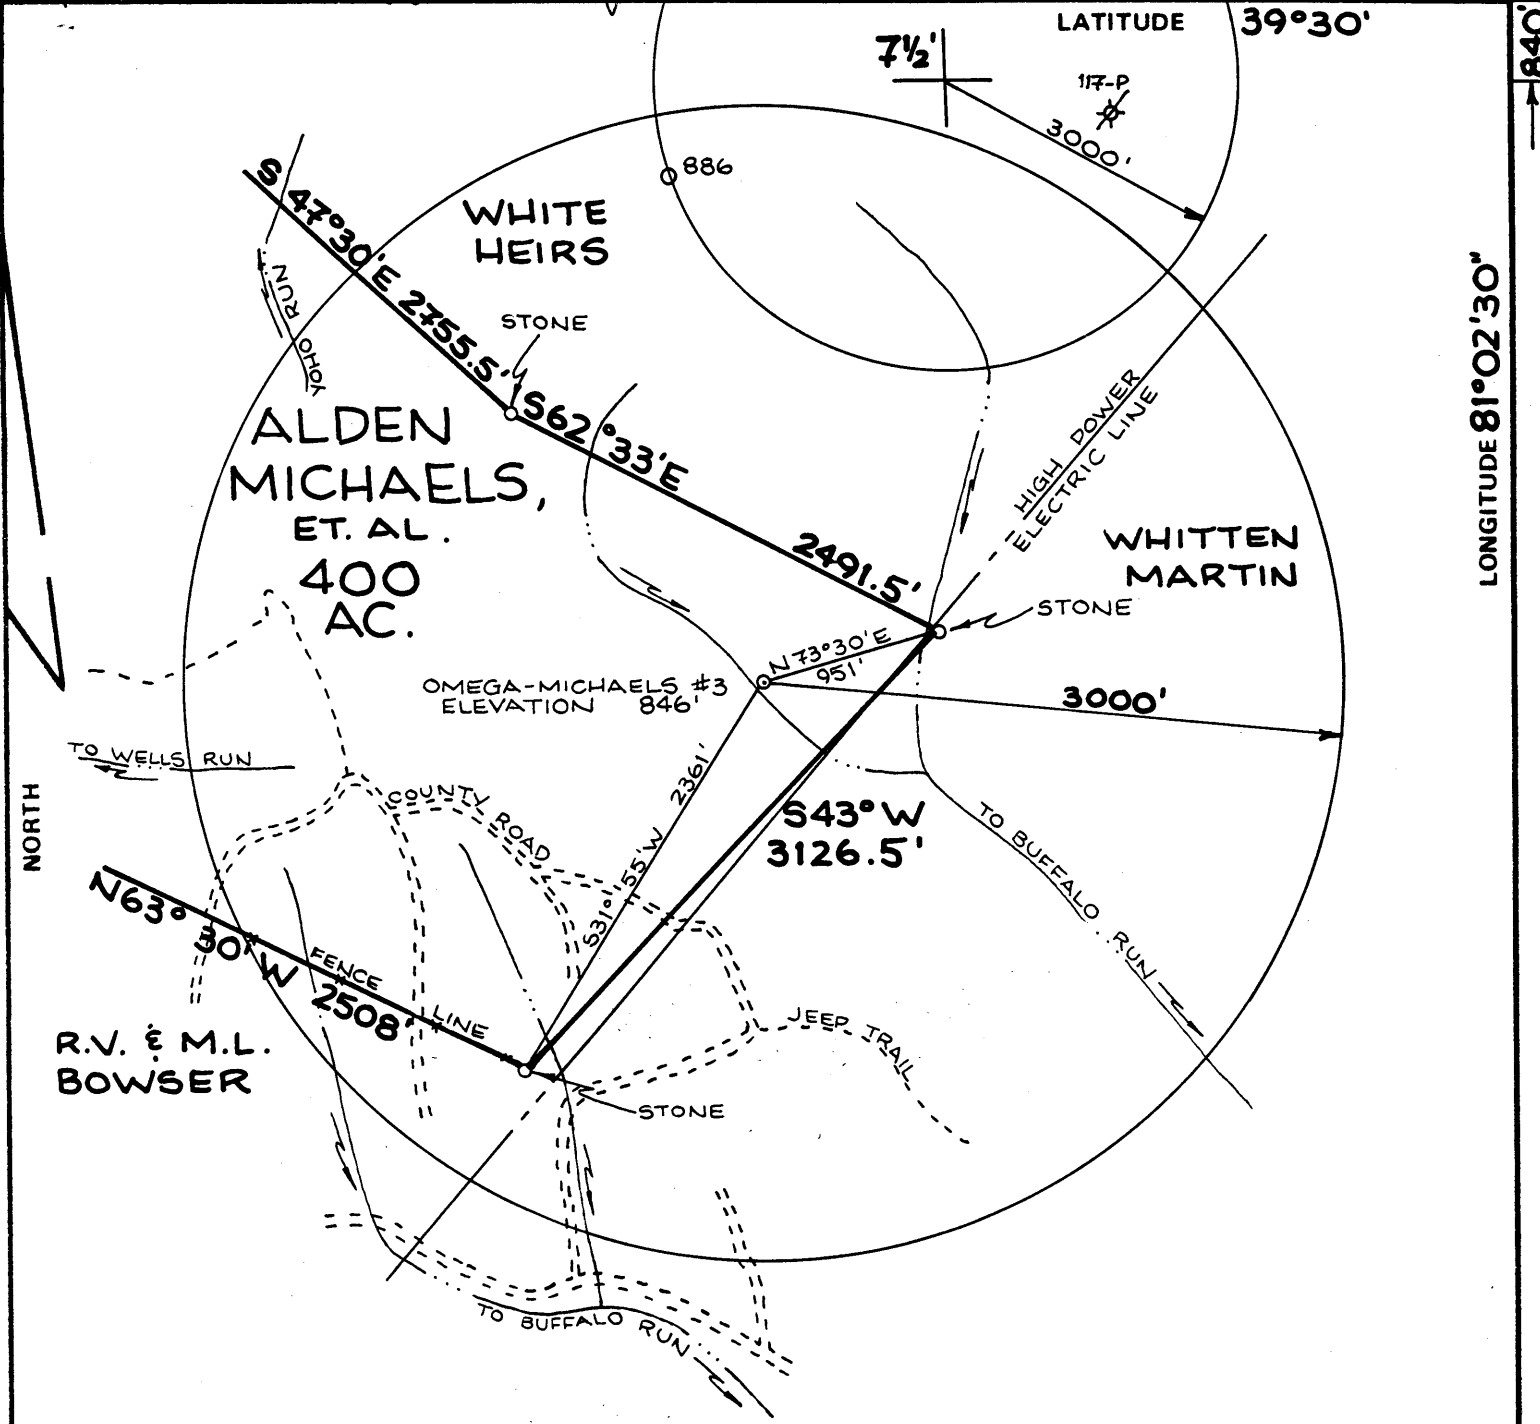 LATITUDE 39°30'
840'
7½'
117-P
3000'
886
WHITE
HEIRS
S 47°30'E 2755.5'
YOHO RUN
STONE
S62°33'E 2491.5'
ALDEN
MICHAELS,
ET. AL.
400
AC.
HIGH POWER
ELECTRIC LINE
LONGITUDE 81°02'30"
WHITTEN
MARTIN
STONE
N 73°30'E
951'
OMEGA-MICHAELS #3
ELEVATION 846'
3000'
TO WELLS RUN
NORTH
S31° 55'W 2361'
COUNTY ROAD
S43°W
3126.5'
TO BUFFALO RUN
N63° 30' W 2508'
FENCE LINE
R.V. & M.L.
BOWSER
JEEP TRAIL
STONE
TO BUFFALO RUN